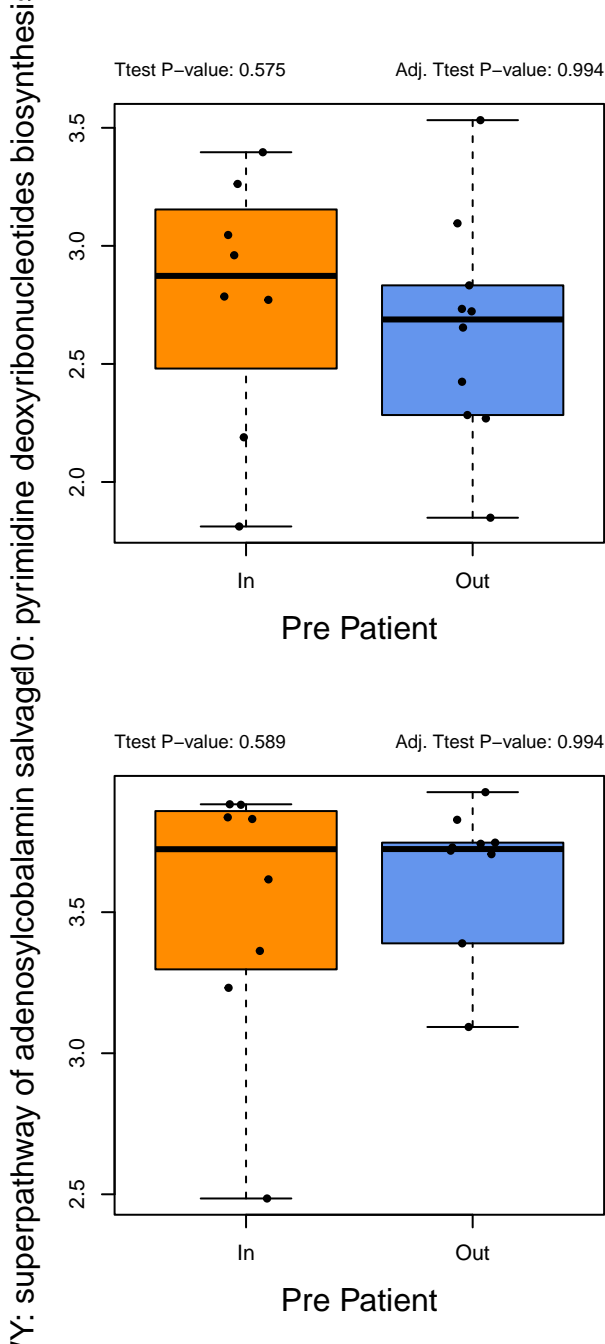 Ttest P−value: 0.575
Adj. Ttest P−value: 0.994
0: pyrimidine deoxyribonucleotides biosynthesis
3.5
3.0
2.5
2.0
In
Out
Pre Patient
Ttest P−value: 0.589
Adj. Ttest P−value: 0.994
Y: superpathway of adenosylcobalamin salvage
3.5
3.0
2.5
In
Out
Pre Patient